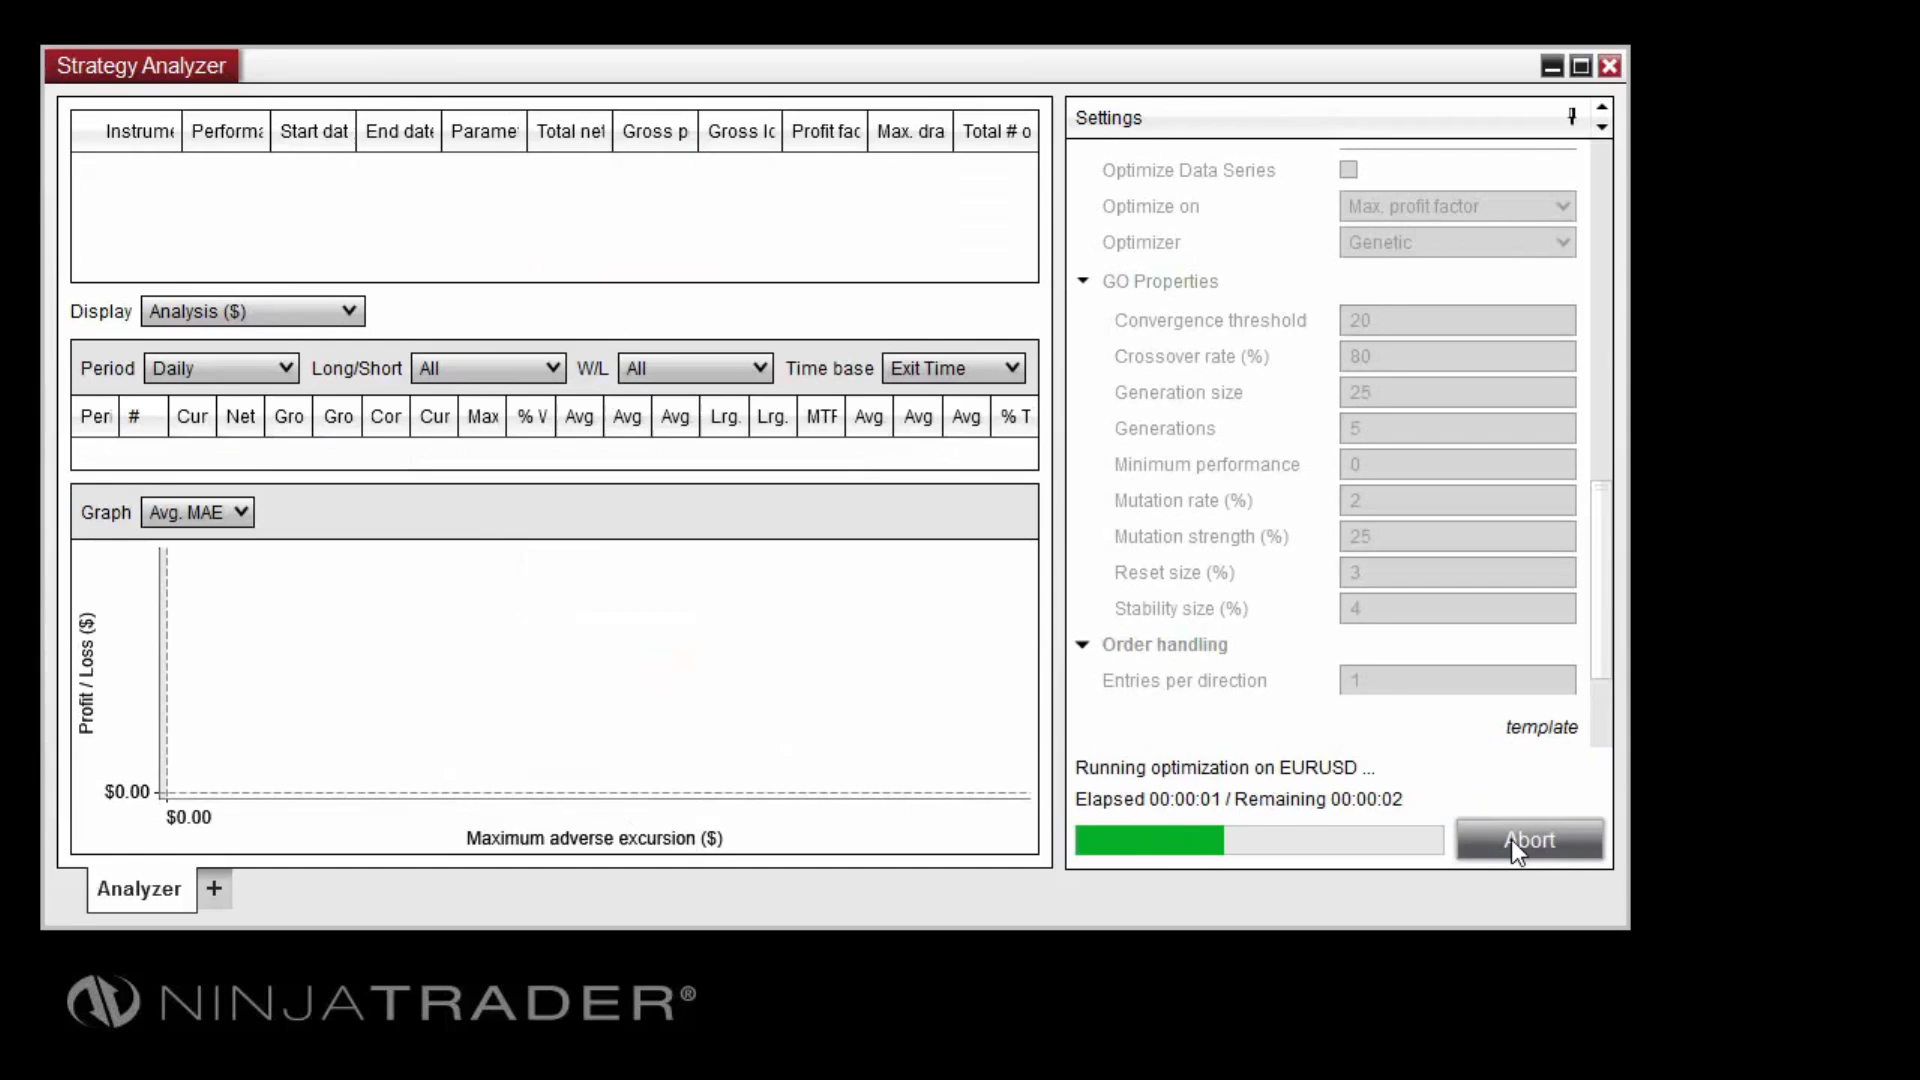 Strategy Analyzer
Instrume Performa Start dat End date Parame Total net Gross p Gross lo Profit fac Max. dra Total # o
Display Analysis ($)
Period Daily Long/Short All W/L All Time base Exit Time
Peri # Cur Net Gro Gro Cor Cur Max % V Avg Avg Avg Lrg. Lrg. MTF Avg Avg Avg % T
Graph Avg. MAE
Profit / Loss ($)
$0.00
$0.00
Maximum adverse excursion ($)
Analyzer +
Settings
Optimize Data Series
Optimize on Max. profit factor
Optimizer Genetic
GO Properties
Convergence threshold 20
Crossover rate (%) 80
Generation size 25
Generations 5
Minimum performance 0
Mutation rate (%) 2
Mutation strength (%) 25
Reset size (%) 3
Stability size (%) 4
Order handling
Entries per direction 1
template
Running optimization on EURUSD ...
Elapsed 00:00:01 / Remaining 00:00:02
Abort
NINJATRADER®